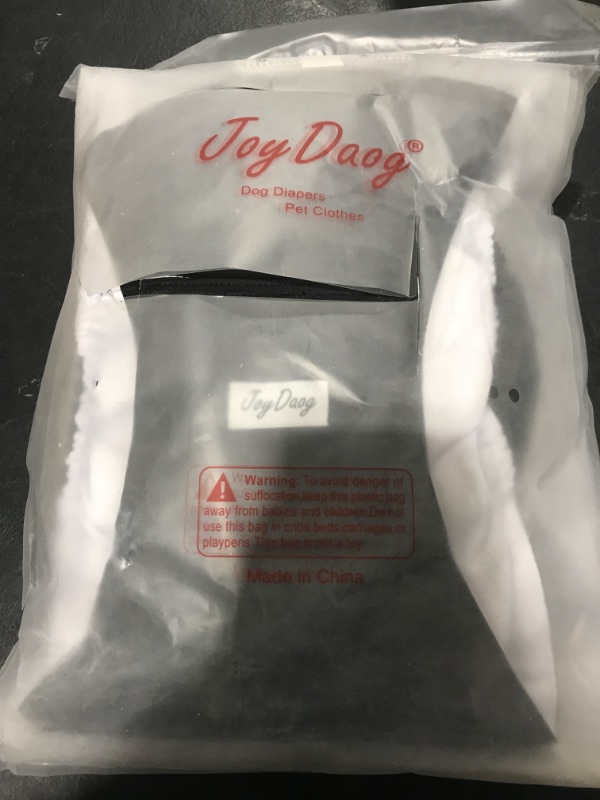 JoyDaog®
Dog Diapers
Pet Clothes
JoyDaog
Warning: To avoid danger of
suffocation,keep this plastic bag
away from babies and children.Do not
use this bag in cribs,beds,carriages or
playpens.This bag is not a toy.
Made in China